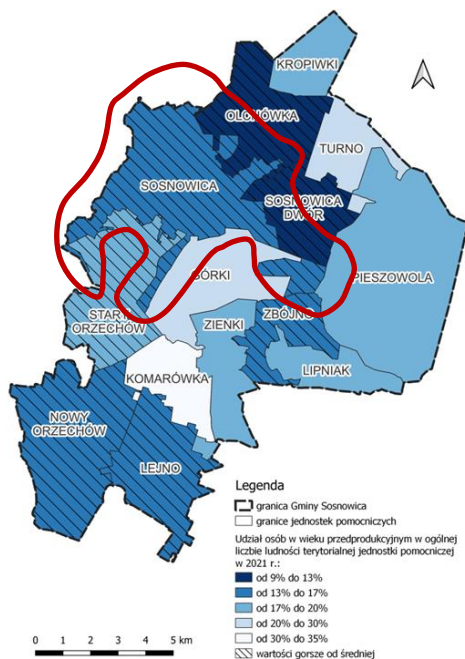 KROPIWKI
OLCHÓWKA
TURNO
SOSNOWICA
SOSNOWICA
DWÓR
PIESZOWOLA
GÓRKI
STARY
ORZECHÓW
ZIENKI
ZBÓJNO
LIPNIAK
KOMARÓWKA
NOWY
ORZECHÓW
LEJNO
Legenda
granica Gminy Sosnowica
granice jednostek pomocniczych
Udział osób w wieku przedprodukcyjnym w ogólnej
liczbie ludności terytorialnej jednostki pomocniczej
w 2021 r.:
od 9% do 13%
od 13% do 17%
od 17% do 20%
od 20% do 30%
od 30% do 35%
wartości gorsze od średniej
0 1 2 3 4 5 km